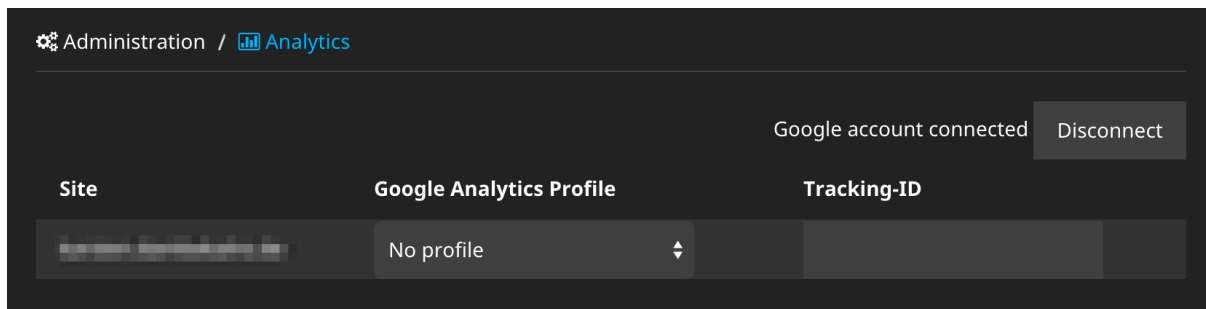 Administration / Analytics
Google account connected Disconnect
Site Google Analytics Profile Tracking-ID
No profile